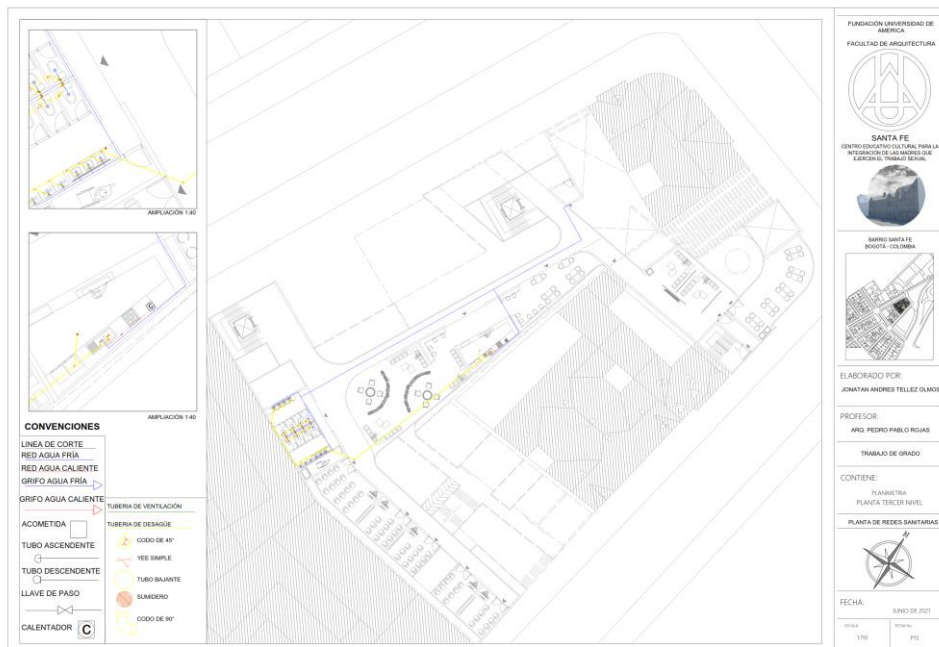 AMPLIACIÓN 1:40
AMPLIACIÓN 1:40
CONVENCIONES
LINEA DE CORTE
RED AGUA FRÍA
RED AGUA CALIENTE
GRIFO AGUA FRÍA
GRIFO AGUA CALIENTE
ACOMETIDA
TUBO ASCENDENTE
TUBO DESCENDENTE
LLAVE DE PASO
CALENTADOR C
TUBERIA DE VENTILACIÓN
TUBERIA DE DESAGÜE
CODO DE 45°
YEE SIMPLE
TUBO BAJANTE
SUMIDERO
CODO DE 90°
FUNDACIÓN UNIVERSIDAD DE
AMERICA
FACULTAD DE ARQUITECTURA
SANTA FE
CENTRO EDUCATIVO CULTURAL PARA LA
INTEGRACIÓN DE LAS MADRES QUE
EJERCEN EL TRABAJO SEXUAL
BARRIO SANTA FE
BOGOTÁ - COLOMBIA
ELABORADO POR:
JONATAN ANDRES TELLEZ OLMOS
PROFESOR:
ARQ. PEDRO PABLO ROJAS
TRABAJO DE GRADO
CONTIENE:
PLANIMETRIA
PLANTA TERCER NIVEL
PLANTA DE REDES SANITARIAS
N
FECHA:
JUNIO DE 2021
ESCALA